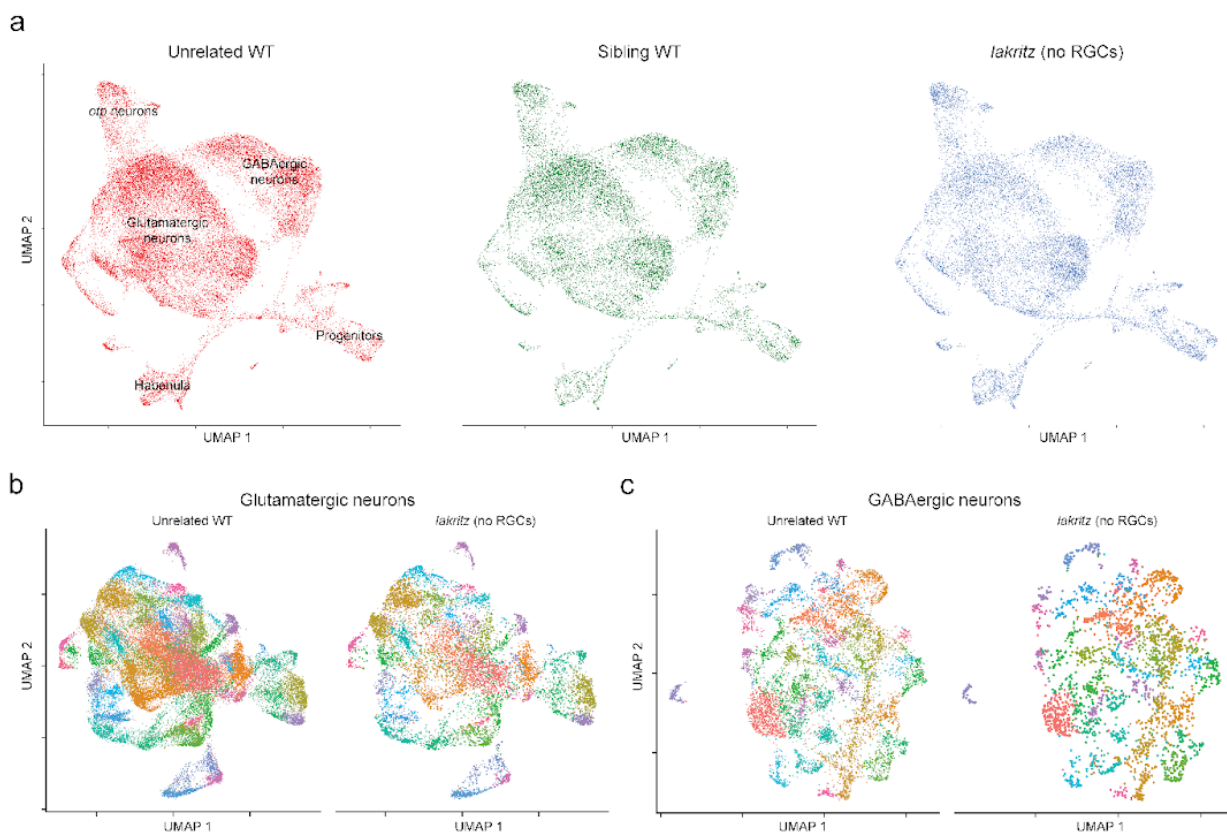 a
Unrelated WT
Sibling WT
lakritz (no RGCs)
otp neurons
GABAergic
neurons
Glutamatergic
neurons
Progenitors
Habenula
UMAP 2
UMAP 1
UMAP 1
UMAP 1
b
Glutamatergic neurons
Unrelated WT
lakritz (no RGCs)
UMAP 2
UMAP 1
UMAP 1
c
GABAergic neurons
Unrelated WT
lakritz (no RGCs)
UMAP 2
UMAP 1
UMAP 1